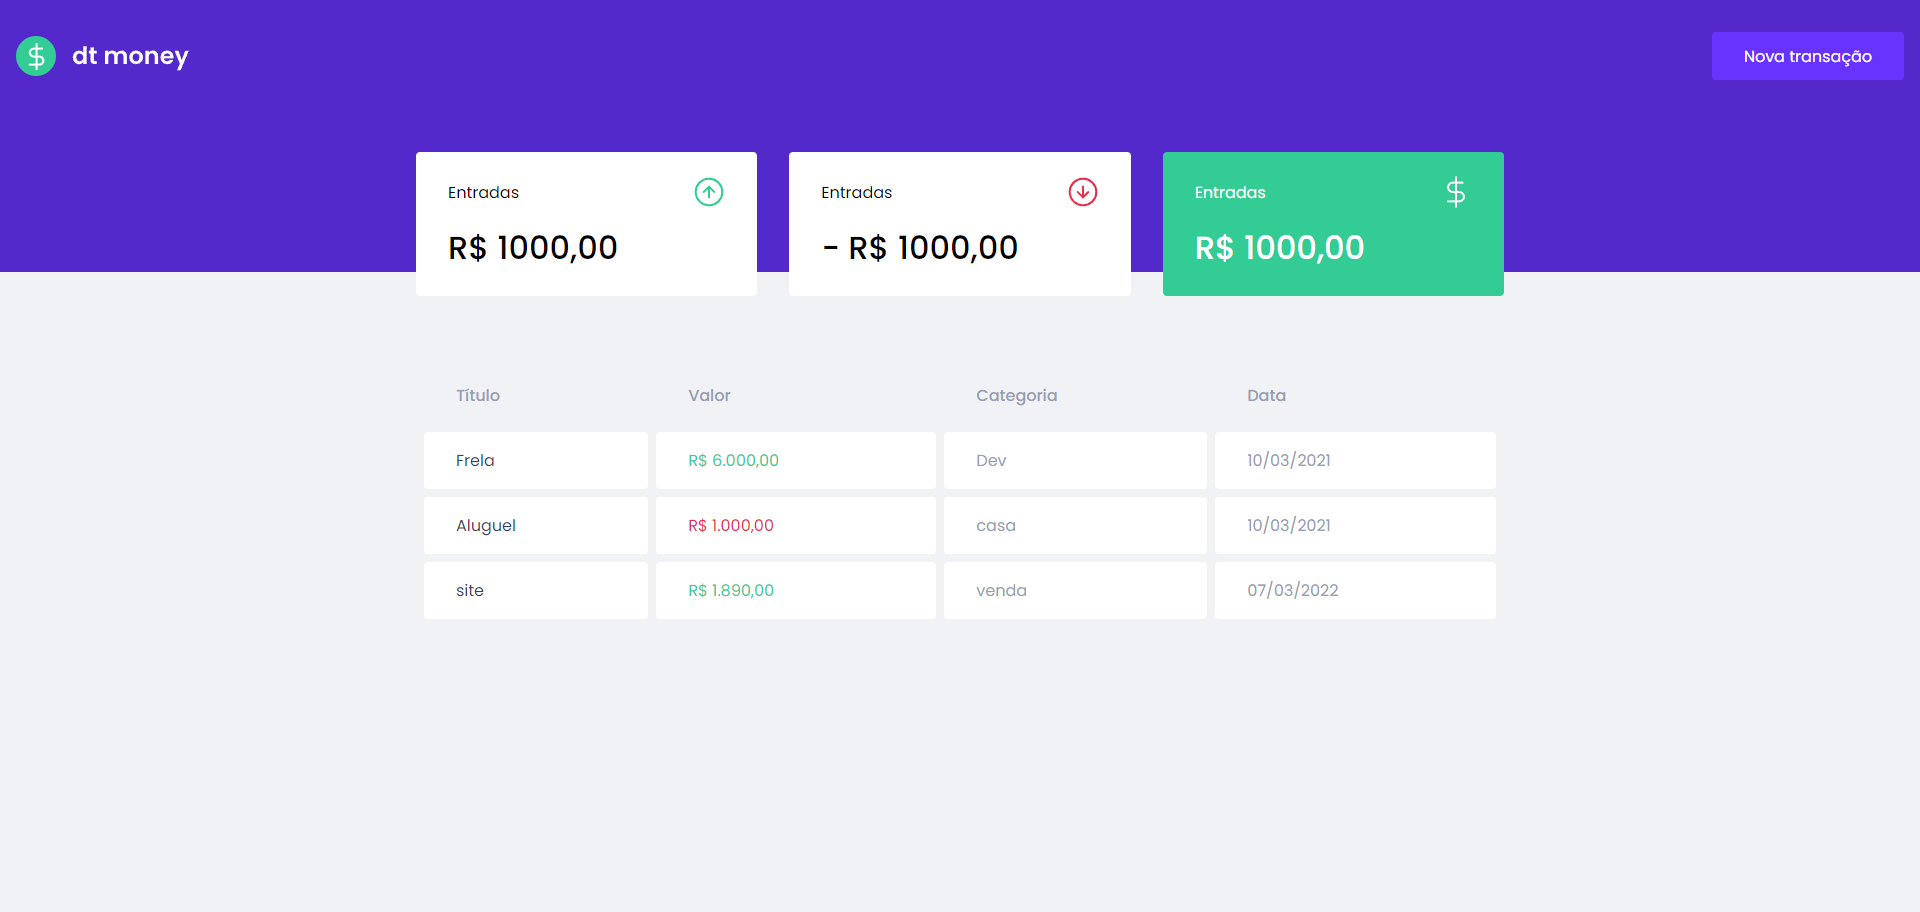 dt money
Nova transação
Entradas
R$ 1000,00
Entradas
- R$ 1000,00
Entradas
R$ 1000,00
Título Valor Categoria Data
Frela R$ 6.000,00 Dev 10/03/2021
Aluguel R$ 1.000,00 casa 10/03/2021
site R$ 1.890,00 venda 07/03/2022